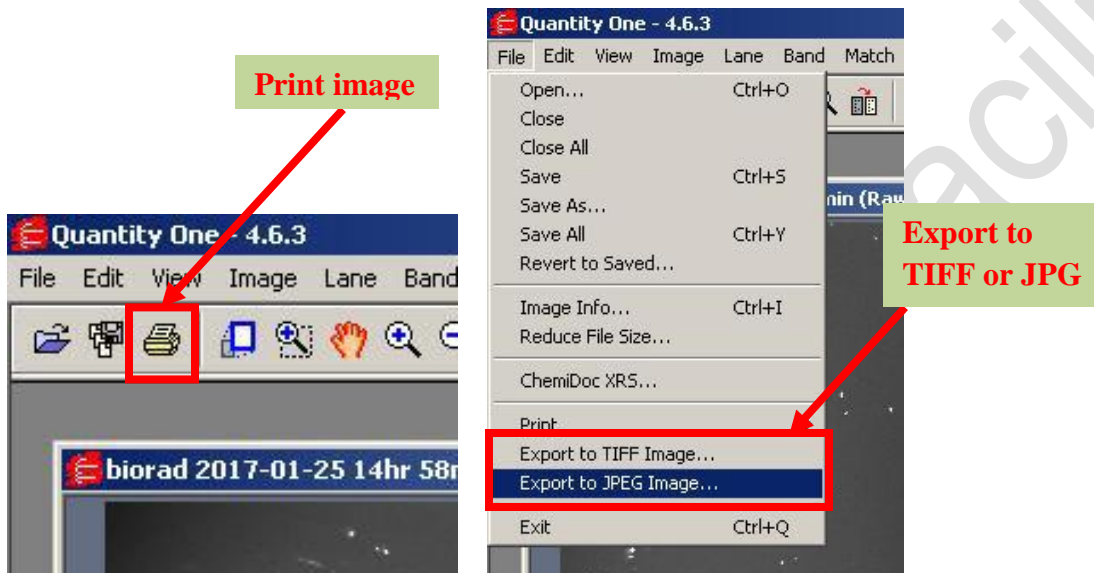 Print image
Quantity One - 4.6.3
File Edit View Image Lane Band
biorad 2017-01-25 14hr 58
Quantity One - 4.6.3
File Edit View Image Lane Band Match
Open... Ctrl+O
Close
Close All
Save Ctrl+S
Save As...
Save All Ctrl+Y
Revert to Saved...
Image Info... Ctrl+I
Reduce File Size...
ChemiDoc XRS...
Print
Export to TIFF Image...
Export to JPEG Image...
Exit Ctrl+Q
min (Raw
Export to
TIFF or JPG